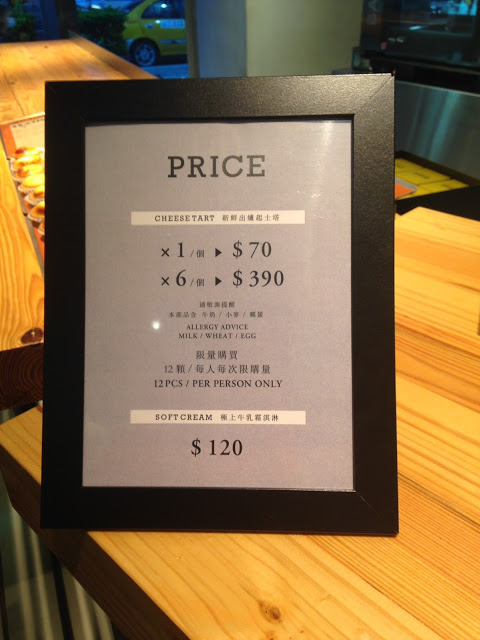 PRICE
CHEESE TART 新鮮出爐起士塔
×1/個 ▶ $70
×6/個 ▶ $390
過敏源提醒
本產品含 牛奶 / 小麥 / 雞蛋
ALLERGY ADVICE
MILK / WHEAT / EGG
限量購買
12顆/每人每次限購量
12PCS / PER PERSON ONLY
SOFT CREAM 極上牛乳霜淇淋
$120